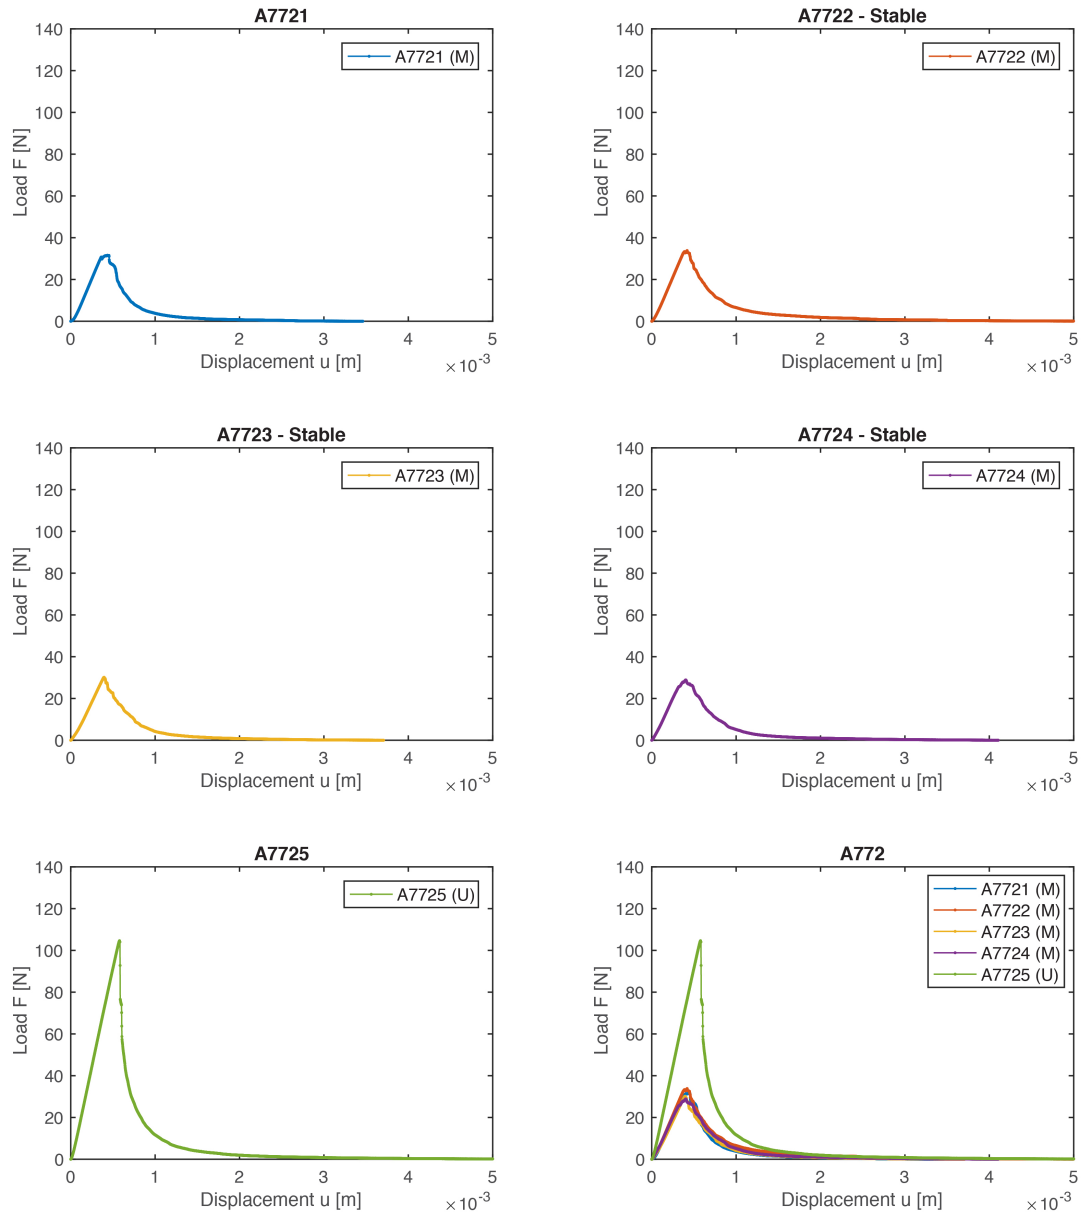 A7721
A7722 - Stable
140
120
100
80
60
40
20
0
Load F [N]
A7721 (M)
0 1 2 3 4 5
Displacement u [m]
×10-3
140
120
100
80
60
40
20
0
Load F [N]
A7722 (M)
0 1 2 3 4 5
Displacement u [m]
×10-3
A7723 - Stable
A7724 - Stable
140
120
100
80
60
40
20
0
Load F [N]
A7723 (M)
0 1 2 3 4 5
Displacement u [m]
×10-3
140
120
100
80
60
40
20
0
Load F [N]
A7724 (M)
0 1 2 3 4 5
Displacement u [m]
×10-3
A7725
A772
140
120
100
80
60
40
20
0
Load F [N]
A7725 (U)
0 1 2 3 4 5
Displacement u [m]
×10-3
140
120
100
80
60
40
20
0
Load F [N]
A7721 (M)
A7722 (M)
A7723 (M)
A7724 (M)
A7725 (U)
0 1 2 3 4 5
Displacement u [m]
×10-3